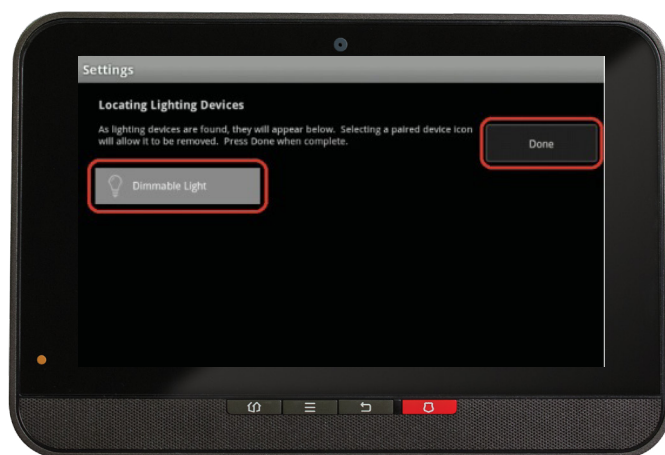 Settings
Locating Lighting Devices
As lighting devices are found, they will appear below. Selecting a paired device icon
will allow it to be removed. Press Done when complete.
Done
Dimmable Light